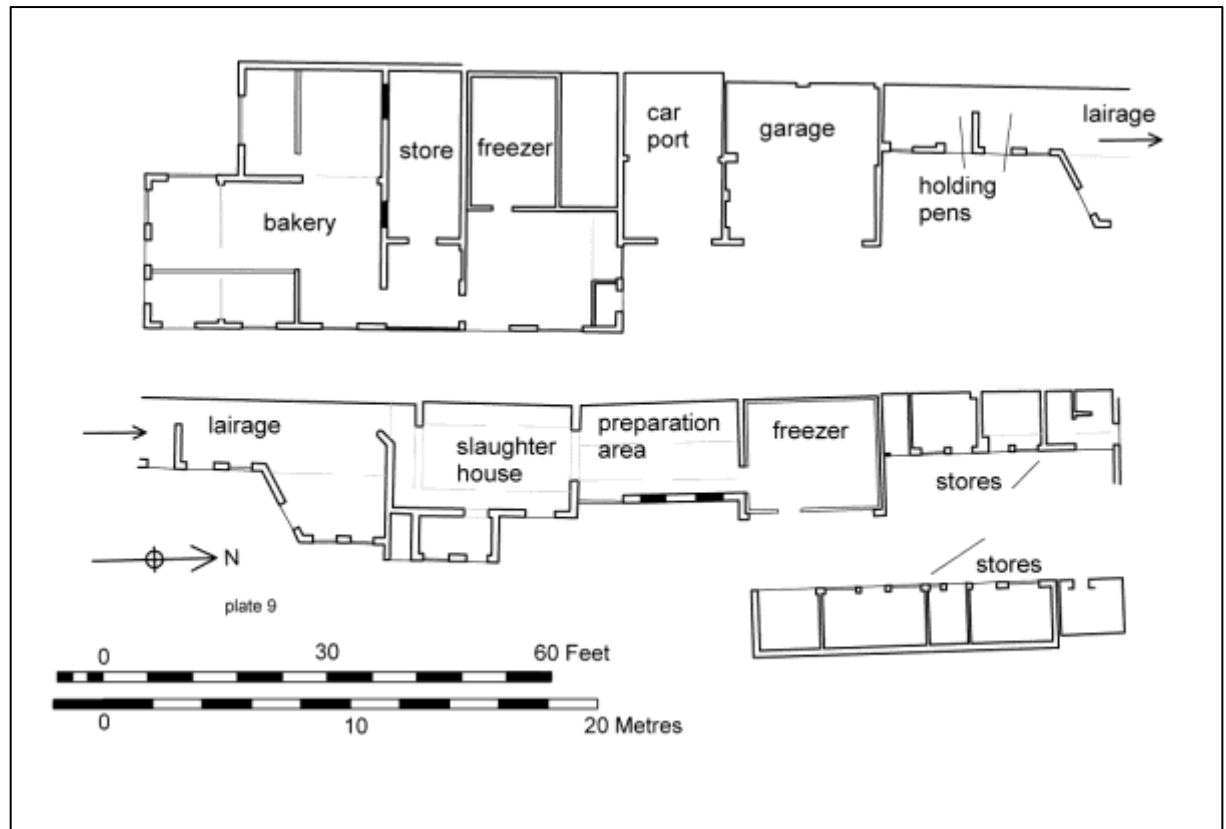 bakery
store
freezer
car
port
garage
lairage
holding
pens
lairage
slaughter
house
preparation
area
freezer
stores
stores
N
plate 9
0 30 60 Feet
0 10 20 Metres